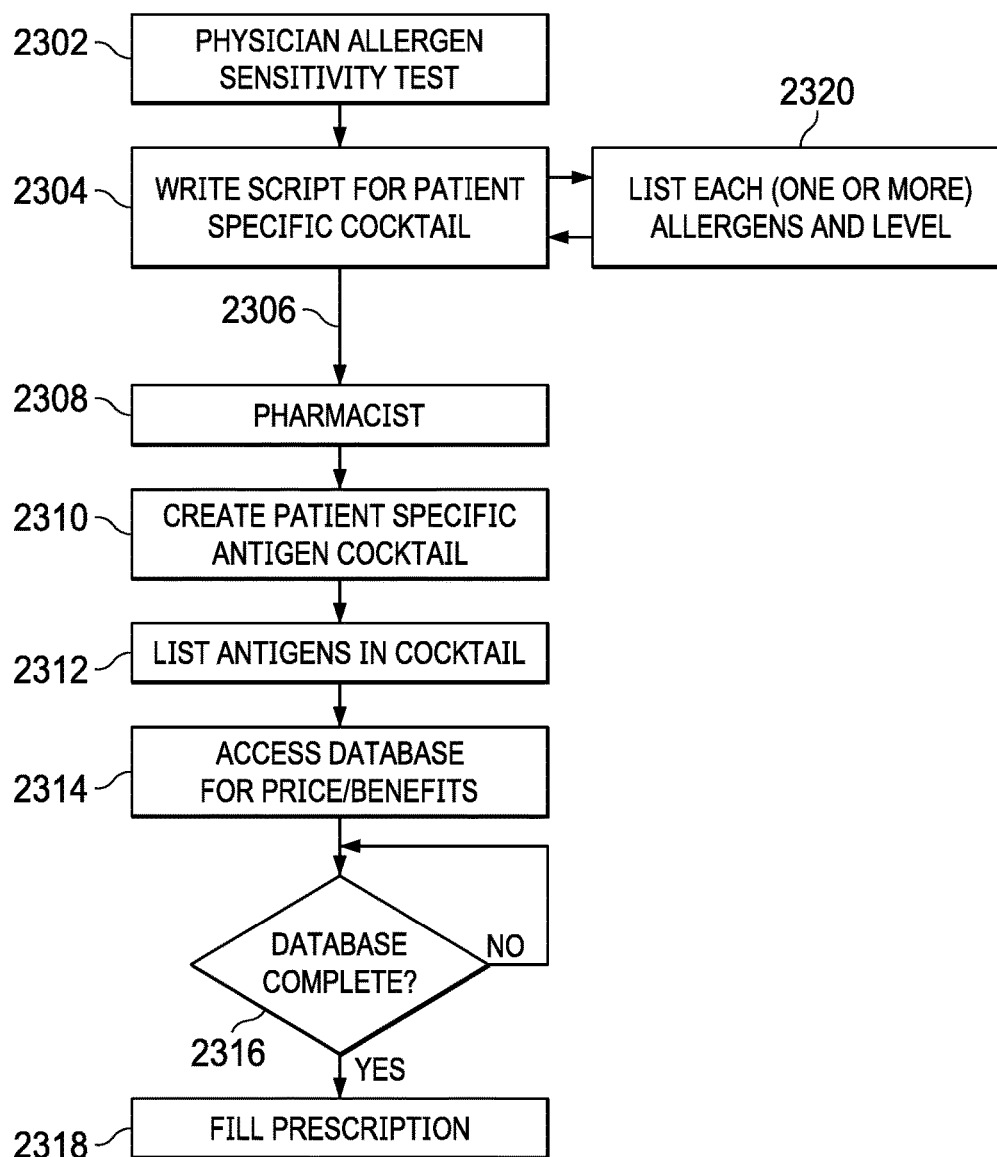 2302
PHYSICIAN ALLERGEN
SENSITIVITY TEST
2320
2304
WRITE SCRIPT FOR PATIENT
SPECIFIC COCKTAIL
LIST EACH (ONE OR MORE)
ALLERGENS AND LEVEL
2306
2308
PHARMACIST
2310
CREATE PATIENT SPECIFIC
ANTIGEN COCKTAIL
2312
LIST ANTIGENS IN COCKTAIL
2314
ACCESS DATABASE
FOR PRICE/BENEFITS
DATABASE
COMPLETE?
NO
2316
YES
2318
FILL PRESCRIPTION